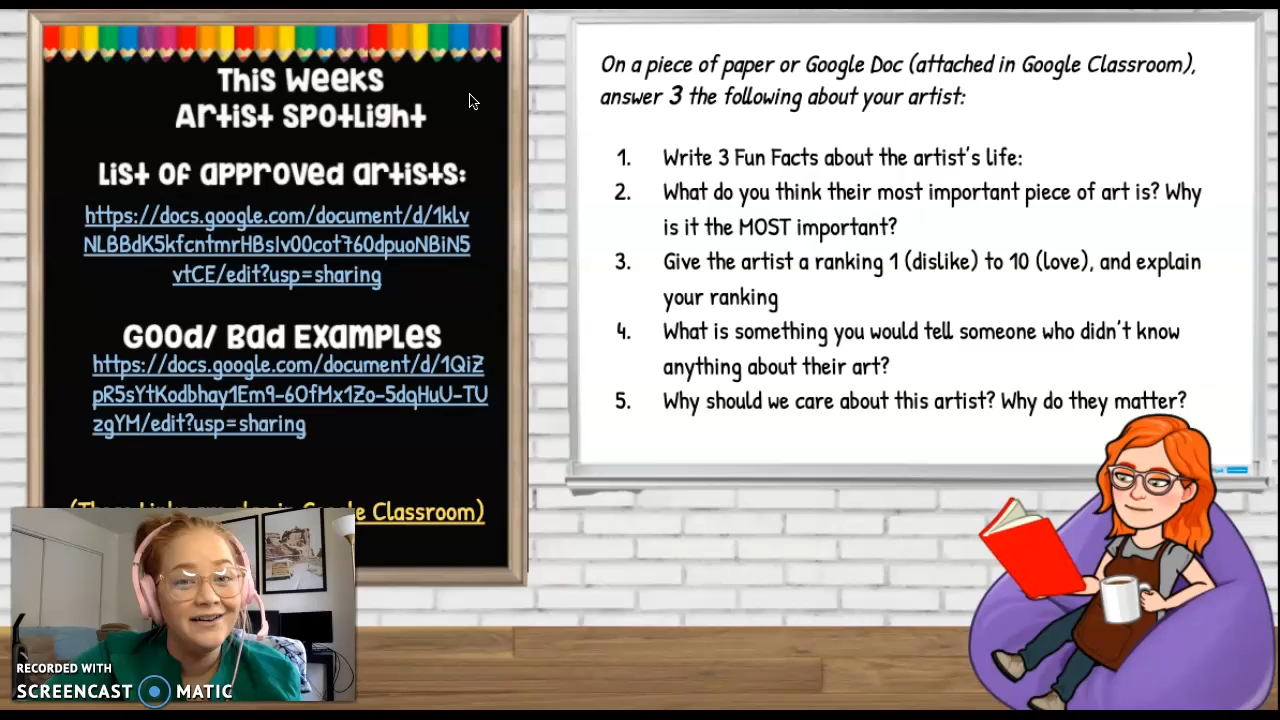 This Weeks
Artist Spotlight
List of approved artists:
https://docs.google.com/document/d/1klv
NLBBdK5kfcntmrHBsIv00cot760dpuoNBiN5
vtCE/edit?usp=sharing
Good/ Bad Examples
https://docs.google.com/document/d/1QiZ
pR5sYtKodbhay1Em9-6OfMx1Zo-5dqHuU-TU
zgYM/edit?usp=sharing
Classroom)
On a piece of paper or Google Doc (attached in Google Classroom),
answer 3 the following about your artist:
1. Write 3 Fun Facts about the artist's life:
2. What do you think their most important piece of art is? Why
is it the MOST important?
3. Give the artist a ranking 1 (dislike) to 10 (love), and explain
your ranking
4. What is something you would tell someone who didn't know
anything about their art?
5. Why should we care about this artist? Why do they matter?
RECORDED WITH
SCREENCAST MATIC